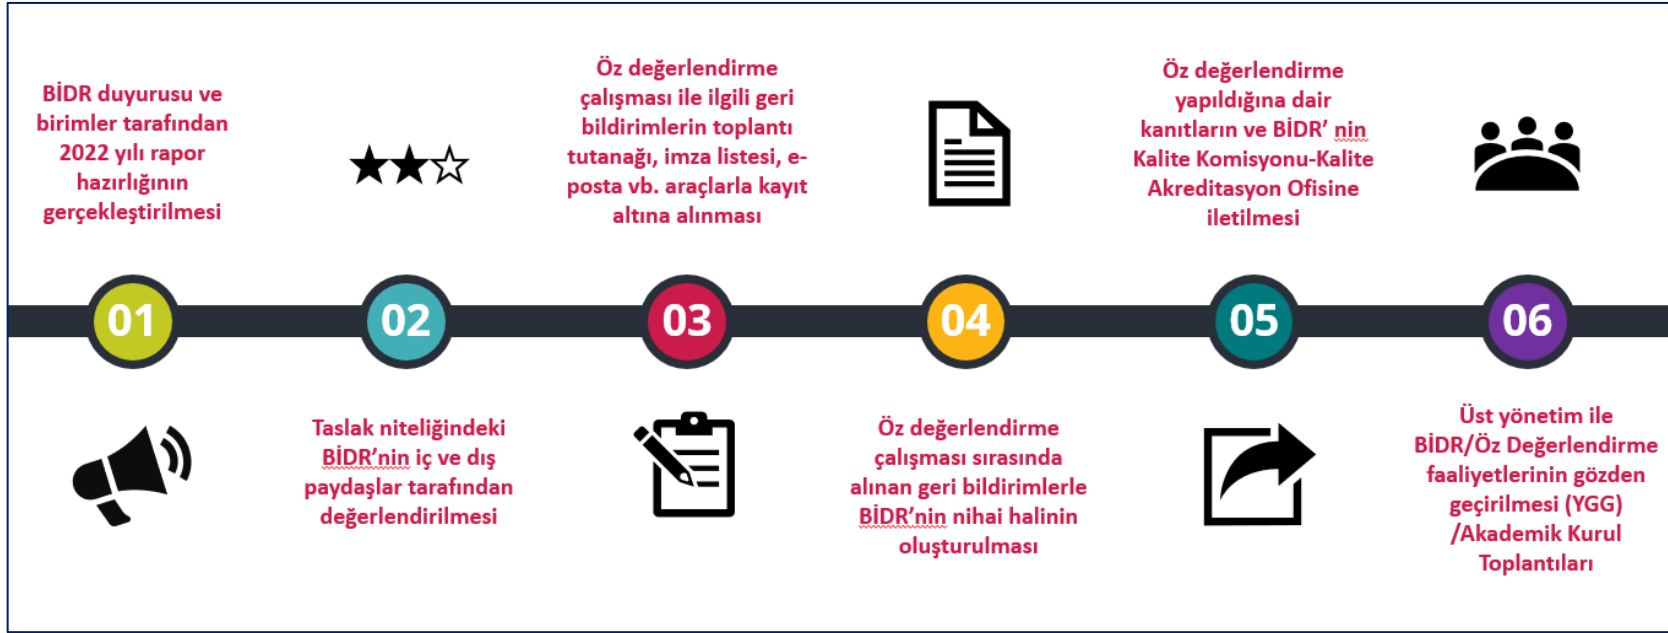 BİDR duyurusu ve
birimler tarafından
2022 yılı rapor
hazırlığının
gerçekleştirilmesi
Öz değerlendirme
çalışması ile ilgili geri
bildirimlerin toplantı
tutanağı, imza listesi, e-
posta vb. araçlarla kayıt
altına alınması
Öz değerlendirme
yapıldığına dair
kanıtların ve BİDR’ nin
Kalite Komisyonu-Kalite
Akreditasyon Ofisine
iletilmesi
01
02
03
04
05
06
Taslak niteliğindeki
BİDR’nin iç ve dış
paydaşlar tarafından
değerlendirilmesi
Öz değerlendirme
çalışması sırasında
alınan geri bildirimlerle
BİDR’nin nihai halinin
oluşturulması
Üst yönetim ile
BİDR/Öz Değerlendirme
faaliyetlerinin gözden
geçirilmesi (YGG)
/Akademik Kurul
Toplantıları